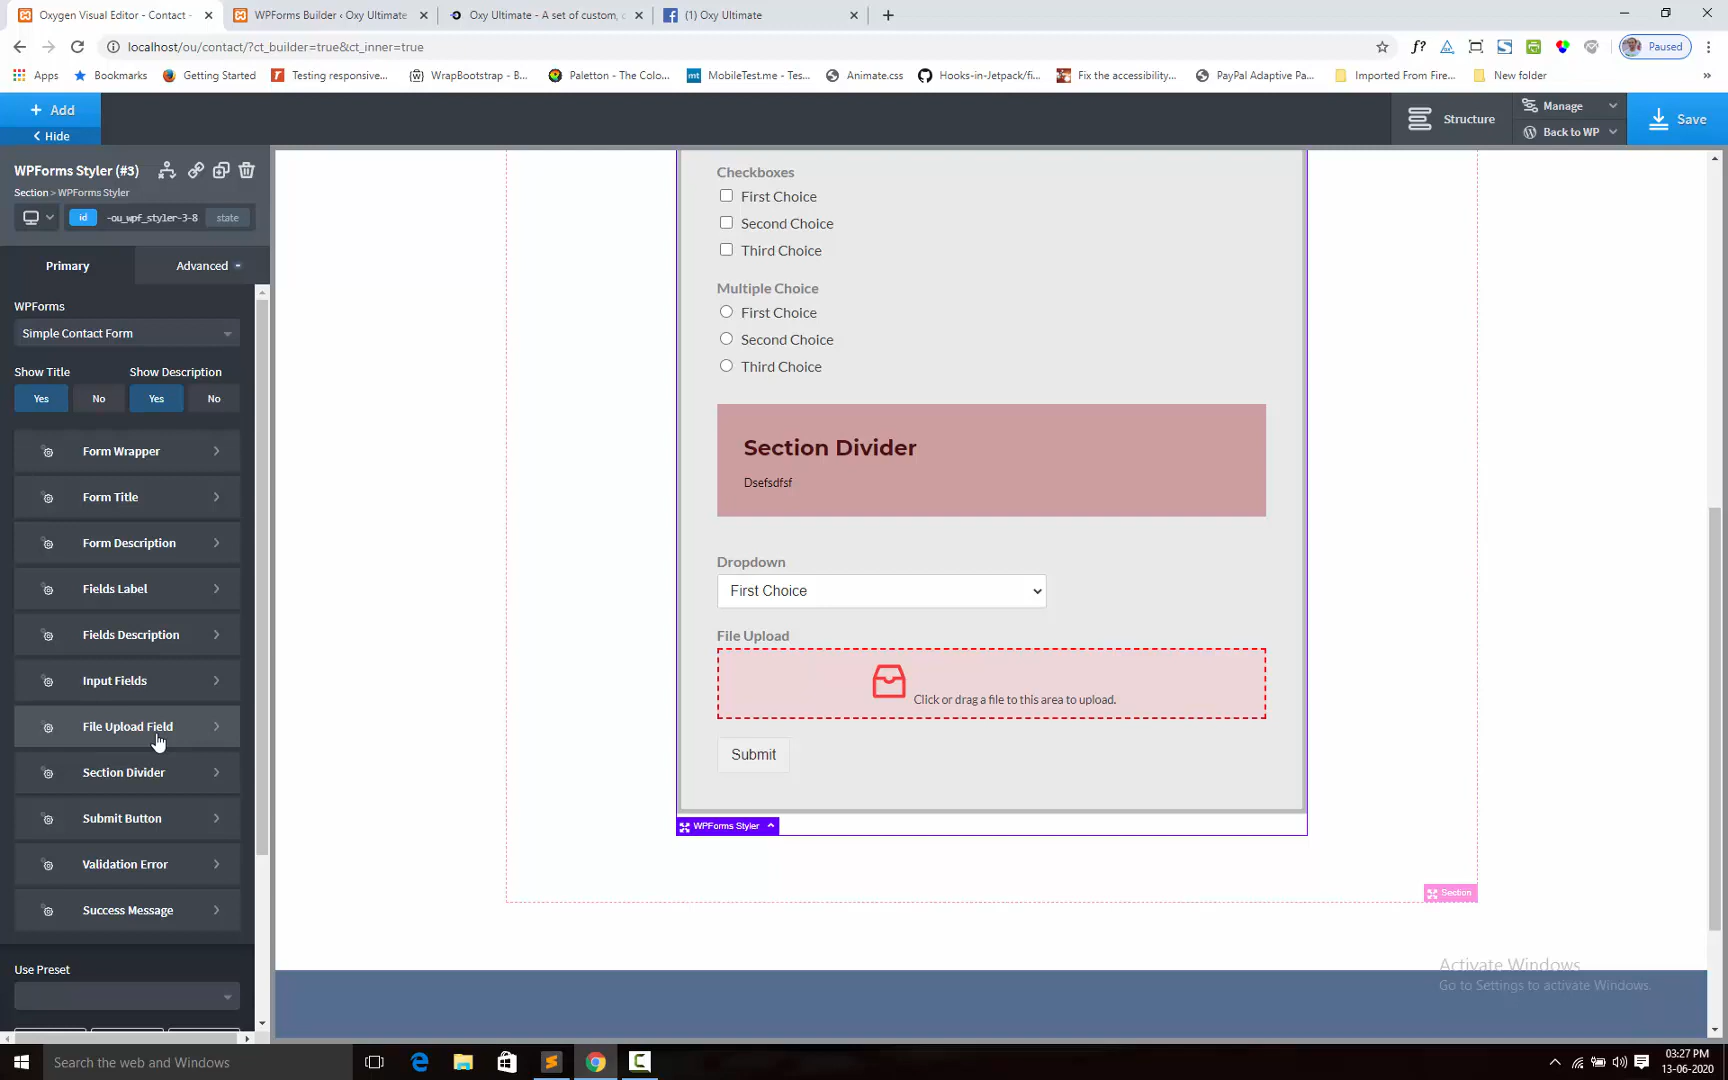 Oxygen Visual Editor - Contact -
WPForms Builder ‹ Oxy Ultimate
Oxy Ultimate - A set of custom, c
(1) Oxy Ultimate
localhost/ou/contact/?ct_builder=true&ct_inner=true
Paused
Apps
Bookmarks
Getting Started
Testing responsive...
WrapBootstrap - B...
Paletton - The Colo...
MobileTest.me - Tes...
Animate.css
Hooks-in-Jetpack/fi...
Fix the accessibility...
PayPal Adaptive Pa...
Imported From Fire...
New folder
+ Add
Hide
Structure
Manage
Back to WP
Save
WPForms Styler (#3)
Section > WPForms Styler
id
-ou_wpf_styler-3-8
state
Primary
Advanced
WPForms
Simple Contact Form
Show Title
Show Description
Yes
No
Yes
No
Form Wrapper
Form Title
Form Description
Fields Label
Fields Description
Input Fields
File Upload Field
Section Divider
Submit Button
Validation Error
Success Message
Use Preset
Checkboxes
First Choice
Second Choice
Third Choice
Multiple Choice
First Choice
Second Choice
Third Choice
Section Divider
Dsefsdfsf
Dropdown
First Choice
File Upload
Click or drag a file to this area to upload.
Submit
WPForms Styler
Section
Activate Windows
Go to Settings to activate Windows.
Search the web and Windows
03:27 PM
13-06-2020